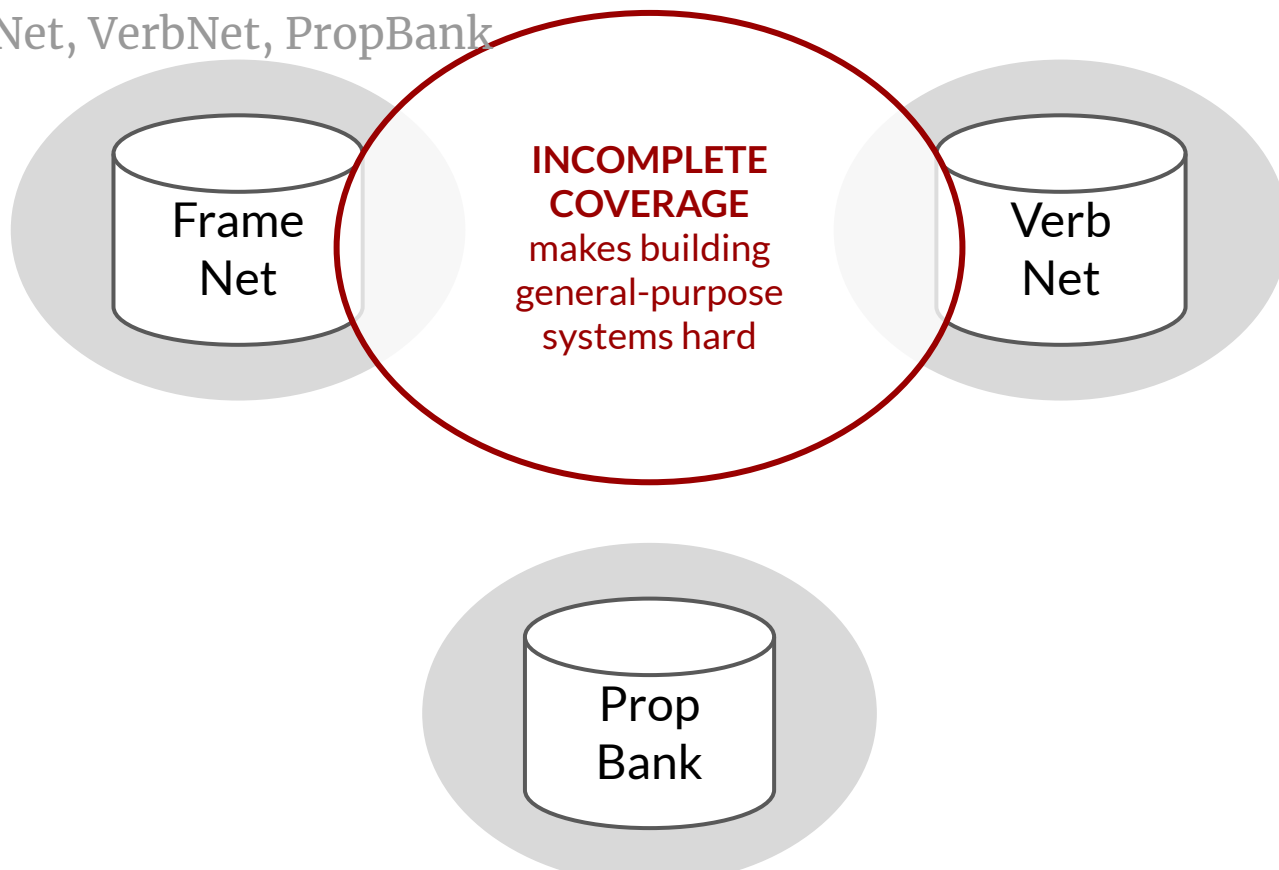 Net, VerbNet, PropBank
INCOMPLETE
COVERAGE
makes building
general-purpose
systems hard
Frame
Net
Verb
Net
Prop
Bank